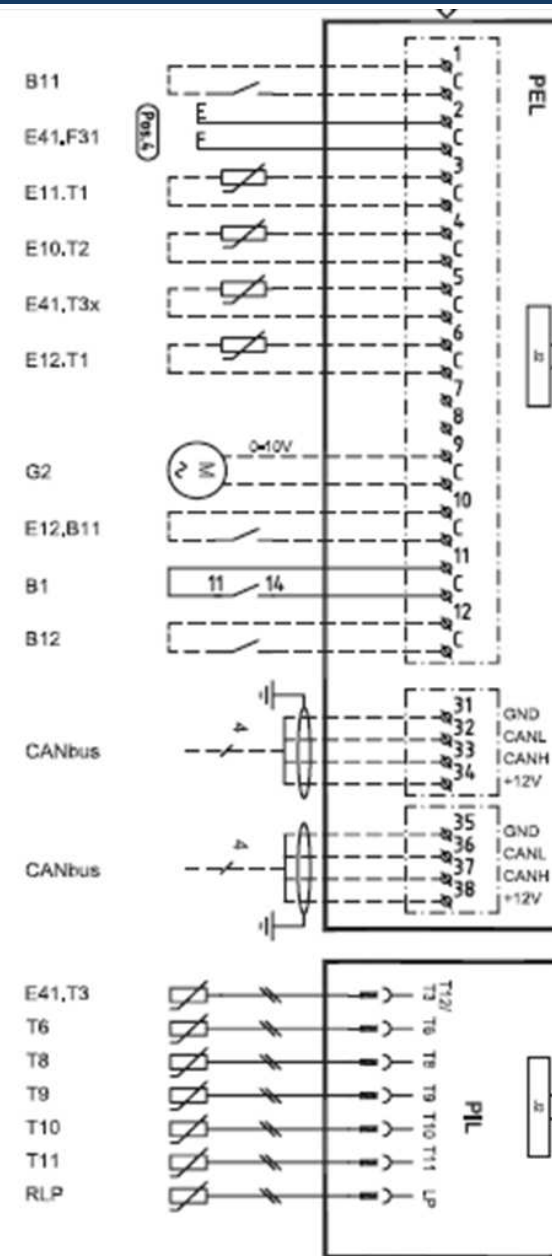 B11
E41.F31
Pos.4
E11.T1
E10.T2
E41.T3x
E12.T1
G2
M
0-10V
E12.B11
B1
11 14
B12
CANbus
4
CANbus
4
1
C
2
C
3
C
4
C
5
C
6
C
7
8
9
C
10
C
11
C
12
C
PEL
J2
31 GND
32 CANL
33 CANH
34 +12V
35 GND
36 CANL
37 CANH
38 +12V
E41.T3 T12/
T3
T6 T6
T8 T8
T9 T9
T10 T10
T11 T11
RLP LP
PIL
J2